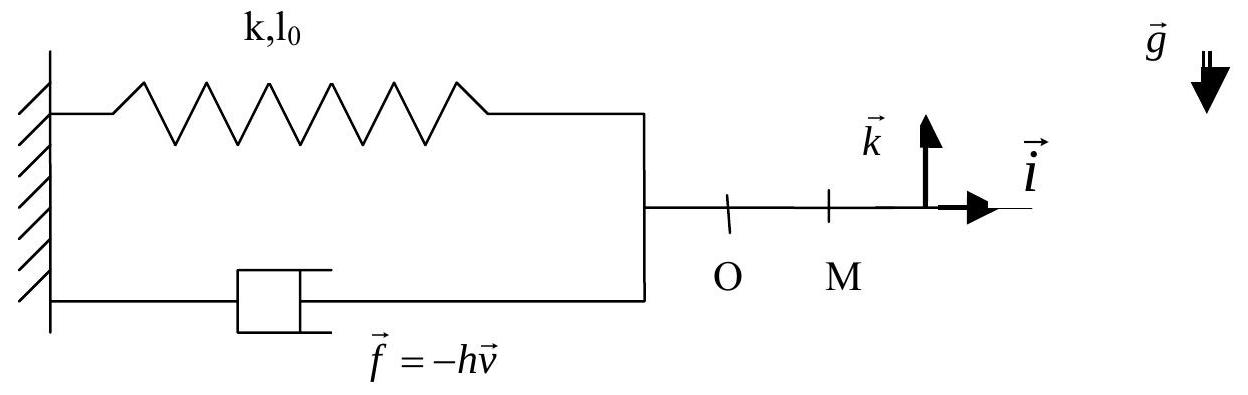 k,l₀
g⃗
k⃗
i⃗
O
M
f⃗ = −hv⃗